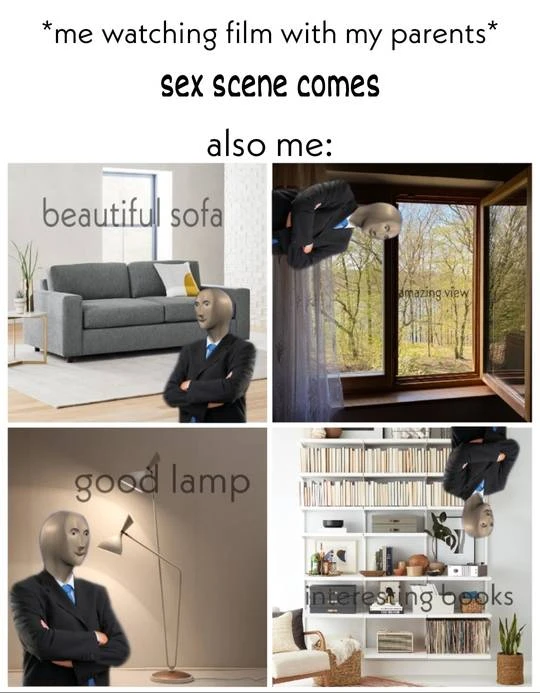 *me watching film with my parents*
sex scene comes
also me:
beautiful sofa
amazing view
good lamp
interesting books